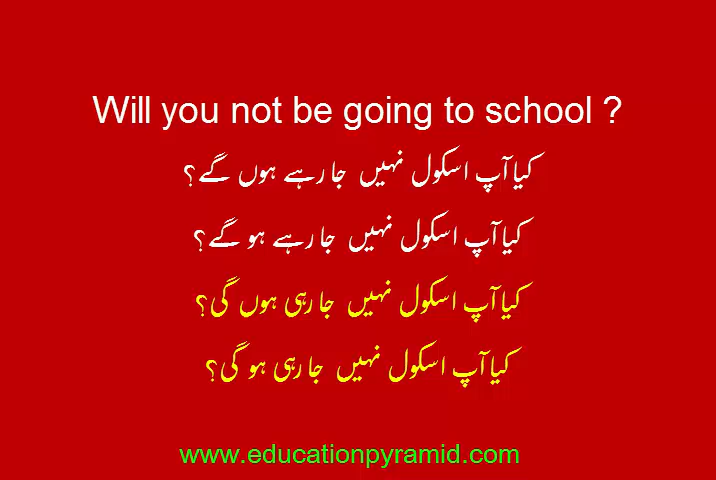 Will you not be going to school ?
کیا آپ اسکول نہیں جا رہے ہوں گے؟
کیا آپ اسکول نہیں جا رہے ہو گے؟
کیا آپ اسکول نہیں جا رہی ہوں گی؟
کیا آپ اسکول نہیں جا رہی ہو گی؟
www.educationpyramid.com